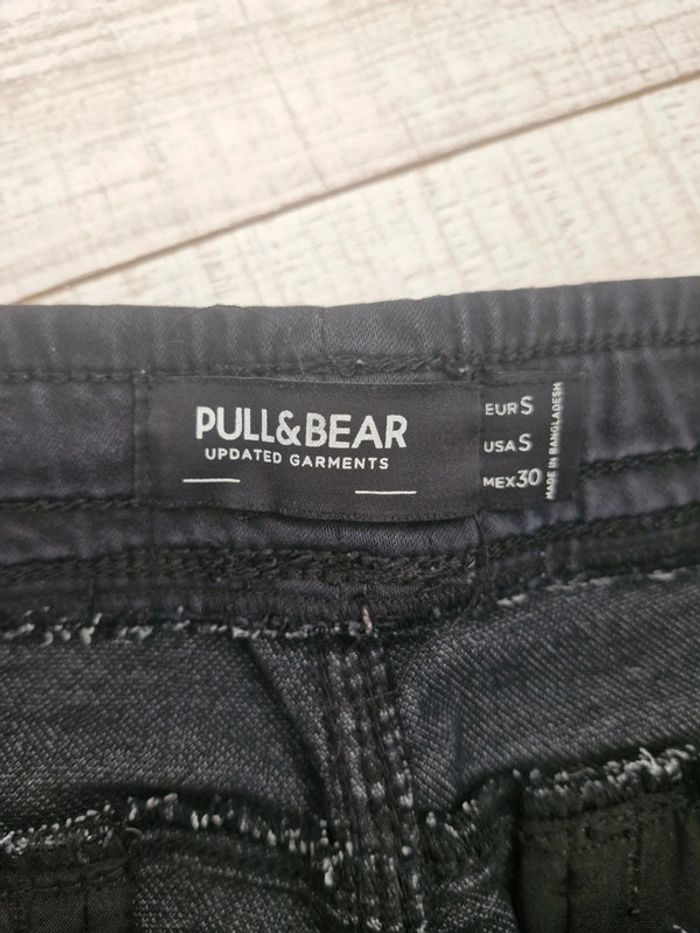 PULL&BEAR
UPDATED GARMENTS
EUR S
USA S
MEX 30
MADE IN BANGLADESH